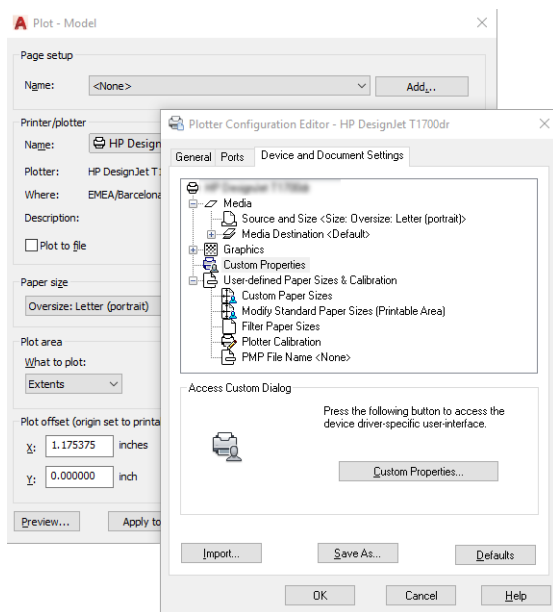 Plot - Model
Page setup
Name:
<None>
Add...
Printer/plotter
Name:
HP Design
Plotter:
HP DesignJet T
Where:
EMEA/Barcelona
Description:
Plot to file
Paper size
Oversize: Letter (portrait)
Plot area
What to plot:
Extents
Plot offset (origin set to printa
X:
1.175375
inches
Y:
0.000000
inch
Preview...
Apply to
Plotter Configuration Editor - HP DesignJet T1700dr
General
Ports
Device and Document Settings
Media
Source and Size <Size: Oversize: Letter (portrait)>
Media Destination <Default>
Graphics
Custom Properties
User-defined Paper Sizes & Calibration
Custom Paper Sizes
Modify Standard Paper Sizes (Printable Area)
Filter Paper Sizes
Plotter Calibration
PMP File Name <None>
Access Custom Dialog
Press the following button to access the
device driver-specific user-interface.
Custom Properties...
Import...
Save As...
Defaults
OK
Cancel
Help